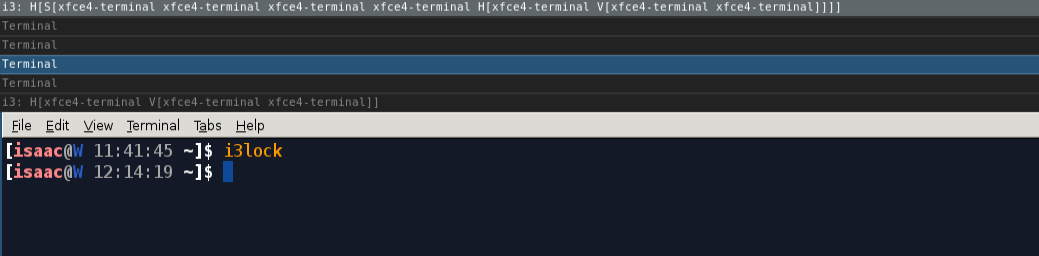 i3: H[S[xfce4-terminal xfce4-terminal xfce4-terminal xfce4-terminal H[xfce4-terminal V[xfce4-terminal xfce4-terminal]]]]
Terminal
Terminal
Terminal
Terminal
i3: H[xfce4-terminal V[xfce4-terminal xfce4-terminal]]
File Edit View Terminal Tabs Help
[isaac@W 11:41:45 ~]$ i3lock
[isaac@W 12:14:19 ~]$